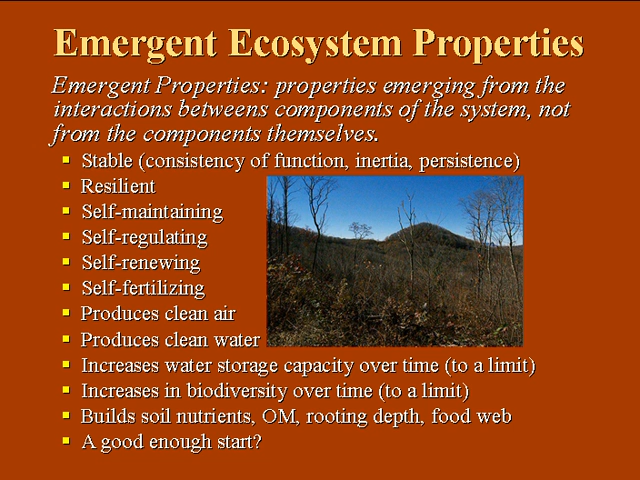 Emergent Ecosystem Properties
Emergent Properties: properties emerging from the
interactions betweens components of the system, not
from the components themselves.
Stable (consistency of function, inertia, persistence)
Resilient
Self-maintaining
Self-regulating
Self-renewing
Self-fertilizing
Produces clean air
Produces clean water
Increases water storage capacity over time (to a limit)
Increases in biodiversity over time (to a limit)
Builds soil nutrients, OM, rooting depth, food web
A good enough start?